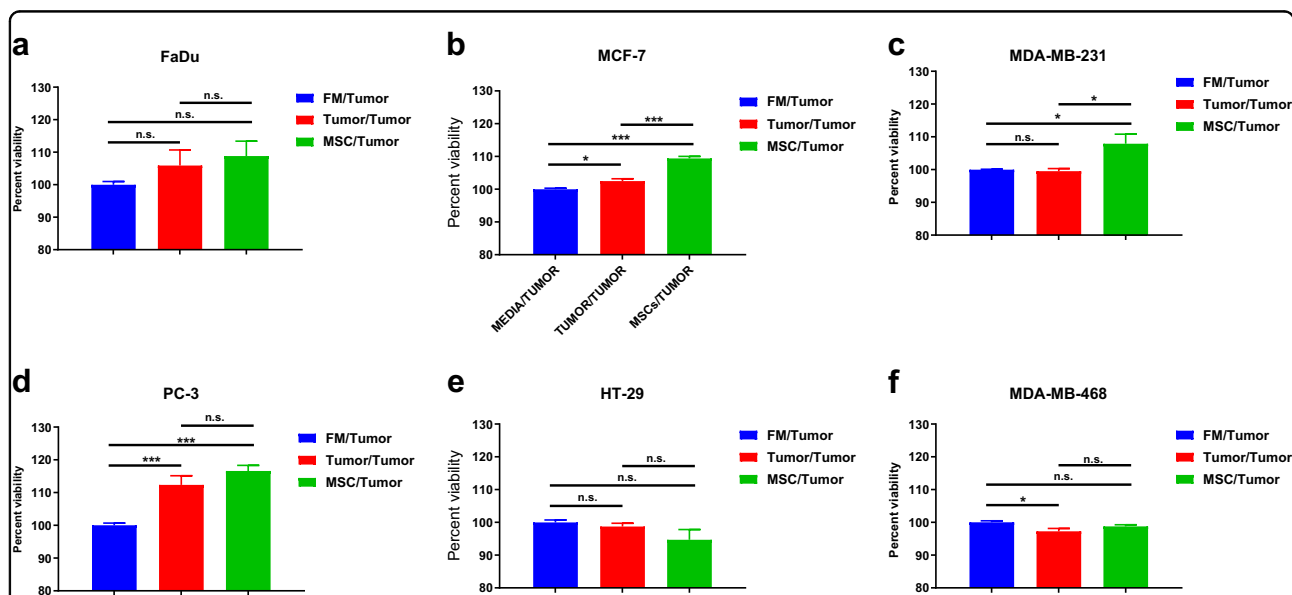 a
FaDu
Percent viability
130
120
110
100
90
80
n.s.
n.s.
n.s.
FM/Tumor
Tumor/Tumor
MSC/Tumor
b
MCF-7
Percent viability
130
120
110
100
90
80
***
***
*
FM/Tumor
Tumor/Tumor
MSC/Tumor
MEDIA/TUMOR
TUMOR/TUMOR
MSCs/TUMOR
c
MDA-MB-231
Percent viability
130
120
110
100
90
80
*
*
n.s.
FM/Tumor
Tumor/Tumor
MSC/Tumor
d
PC-3
Percent viability
130
120
110
100
90
80
n.s.
***
***
FM/Tumor
Tumor/Tumor
MSC/Tumor
e
HT-29
Percent viability
130
120
110
100
90
80
n.s.
n.s.
n.s.
FM/Tumor
Tumor/Tumor
MSC/Tumor
f
MDA-MB-468
Percent viability
130
120
110
100
90
80
n.s.
n.s.
*
FM/Tumor
Tumor/Tumor
MSC/Tumor